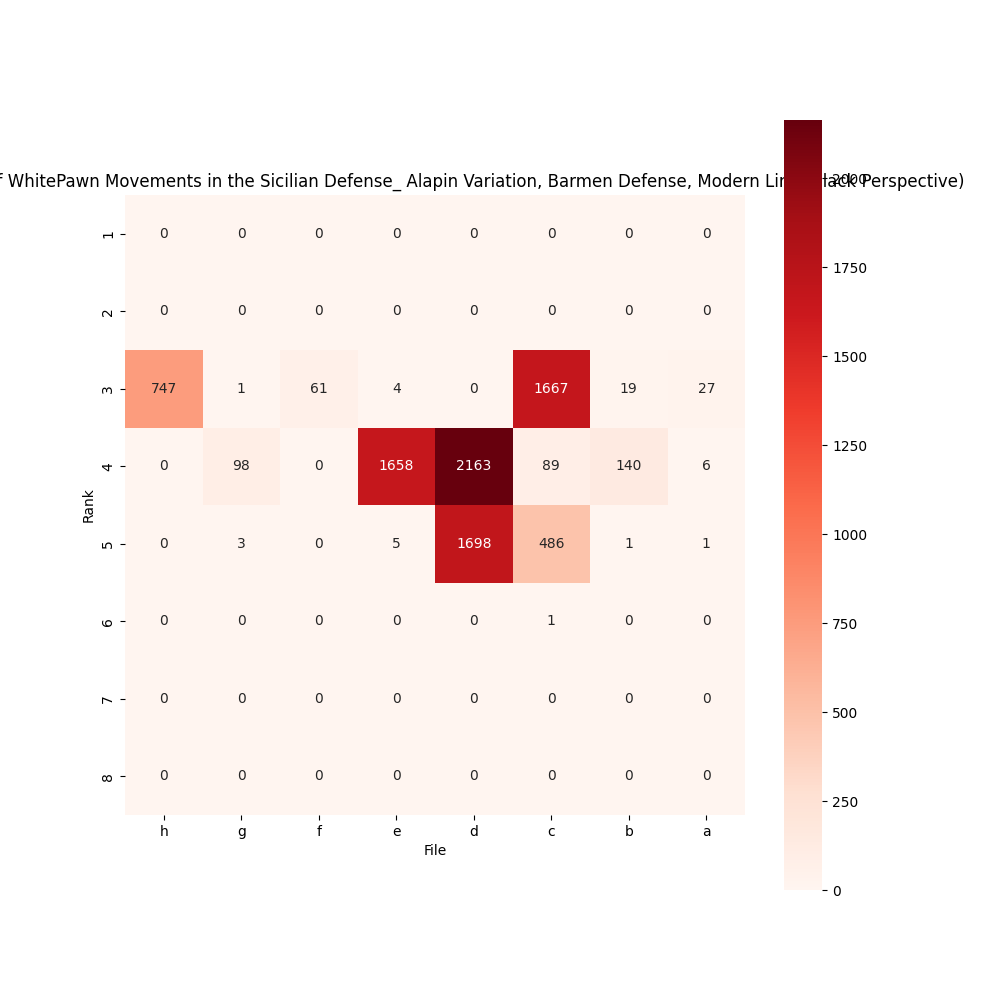 f WhitePawn Movements in the Sicilian Defense_ Alapin Variation, Barmen Defense, Modern Perspective)
2000
1 0 0 0 0 0 0 0 0
2 0 0 0 0 0 0 0 0
1750
3 747 1 61 4 0 1667 19 27
1500
4 0 98 0 1658 2163 89 140 6
1250
Rank
1000
5 0 3 0 5 1698 486 1 1
750
6 0 0 0 0 0 1 0 0
7 0 0 0 0 0 0 0 0
500
8 0 0 0 0 0 0 0 0
250
h g f e d c b a
File
0